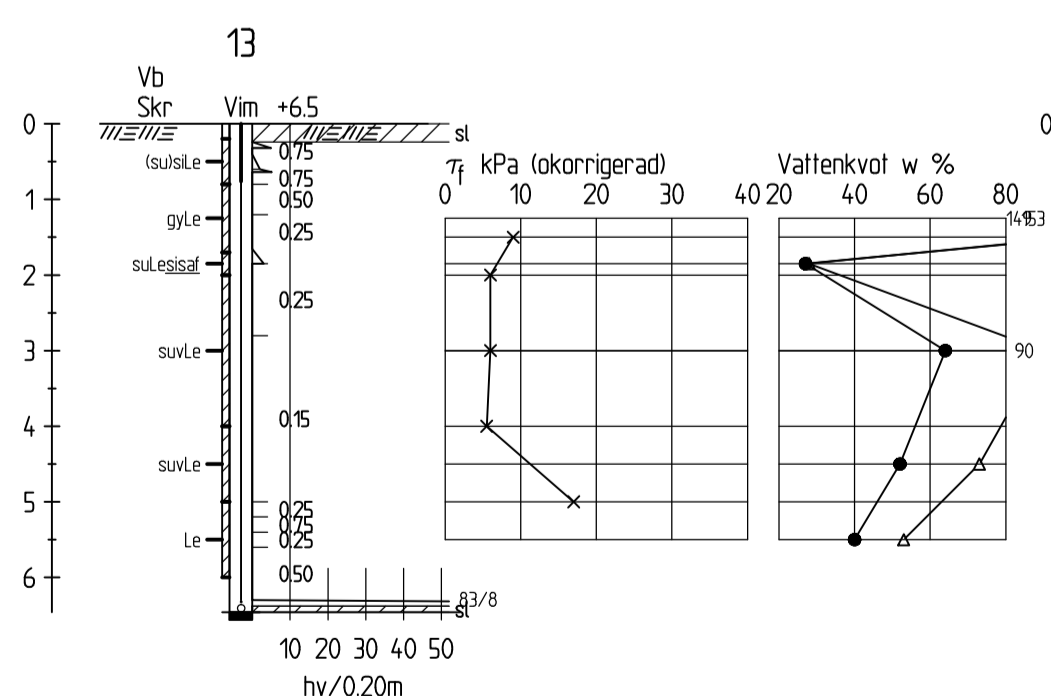 13
Vb
Skr Vim +6.5
0 sl 0
(su)siLe 0.75
τf kPa (okorrigerad) Vattenkvot w %
0.75
0 10 20 30 40 20 40 60 80
1 0.50
gyLe 0.25
suLesisaf
2
0.25
3 suvLe 90
4 0.15
suvLe
5 0.25
0.75
Le 0.25
6 0.50
83/8
sl
10 20 30 40 50
hv/0.20m